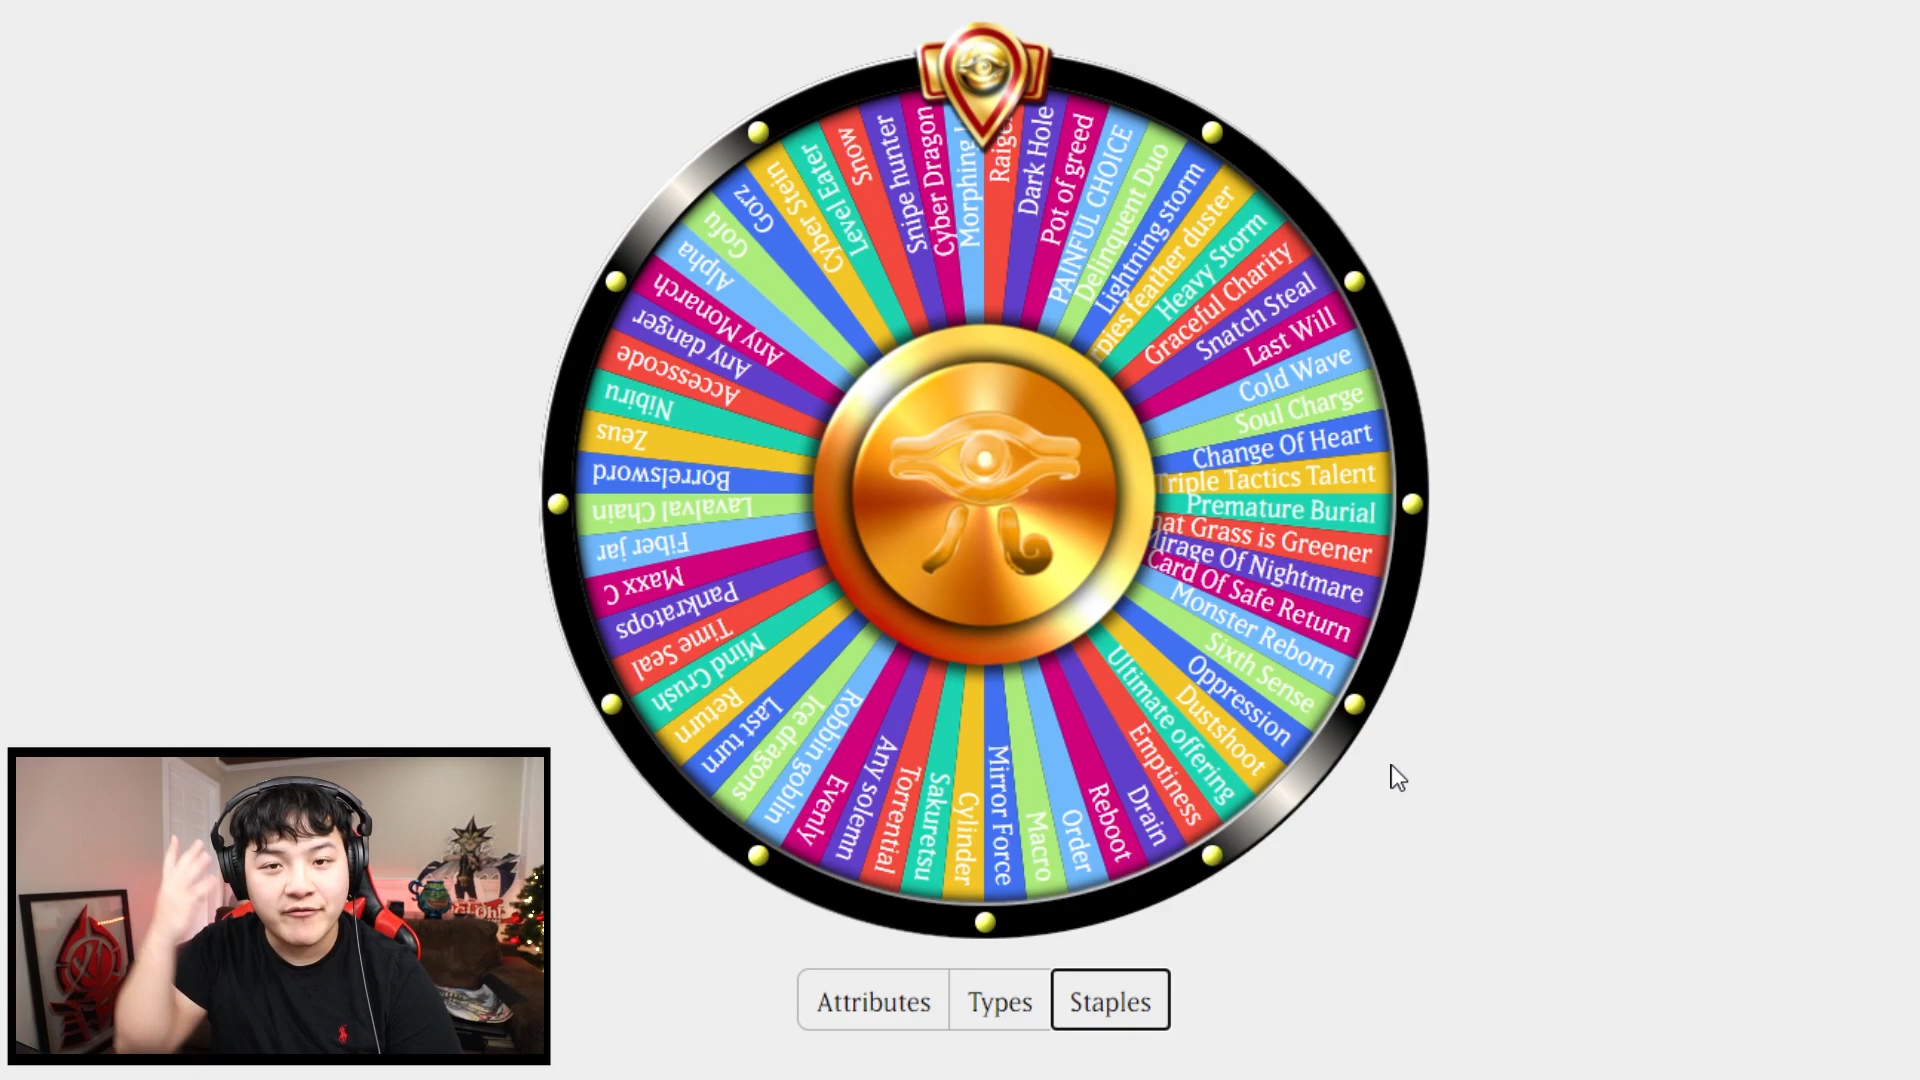 Raige
Dark Hole
Pot of greed
PAINFUL CHOICE
Delinquent Duo
Lightning storm
feather duster
Heavy Storm
Graceful Charity
Snatch Steal
Last Will
Cold Wave
Soul Charge
Change Of Heart
Triple Tactics Talent
Premature Burial
Grass is Greener
Mirage Of Nightmare
Card Of Safe Return
Monster Reborn
Sixth Sense
Oppression
Dustshoot
Ultimate offering
Emptiness
Drain
Reboot
Order
Macro
Mirror Force
Cylinder
Sakuretsu
Torrential
Any solemn
Evenly
Robbin goblin
Ice dragons
Last turn
Return
Mind Crush
Time Seal
Pankratops
Maxx C
Fiber jar
Lavalval Chain
Borrelsword
Zeus
Nibiru
Accesscode
Any danger
Any Monarch
Alpha
Gofu
Gorz
Cyber Stein
Level Eater
Snow
Snipe hunter
Cyber Dragon
Morphing
Attributes
Types
Staples